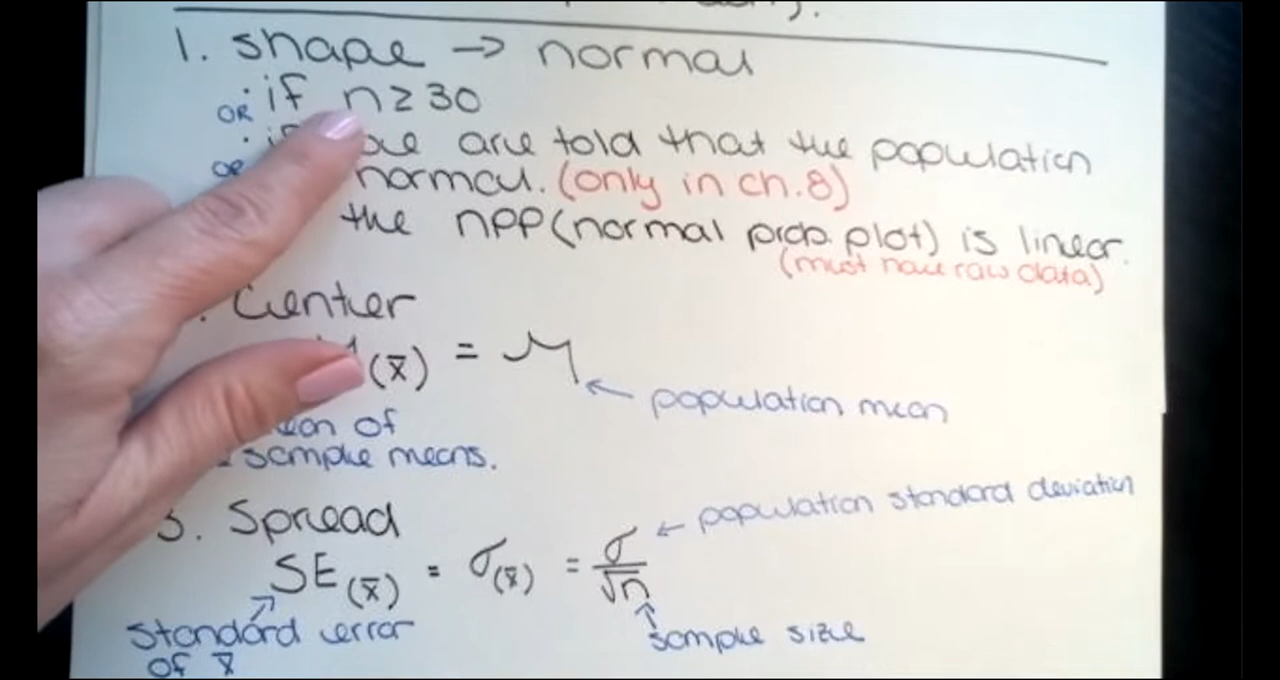 1. shape → normal
· if n ≥ 30
OR
are told that the population
OR
normal. (only in ch.8)
the npp (normal prob. plot) is linear.
(must have raw data)
Center
(x̄) = μ
← population mean
of
sample means.
3. Spread
← population standard deviation
SE(x̄) = σ(x̄) = σ/√n
standard error
of x̄
sample size